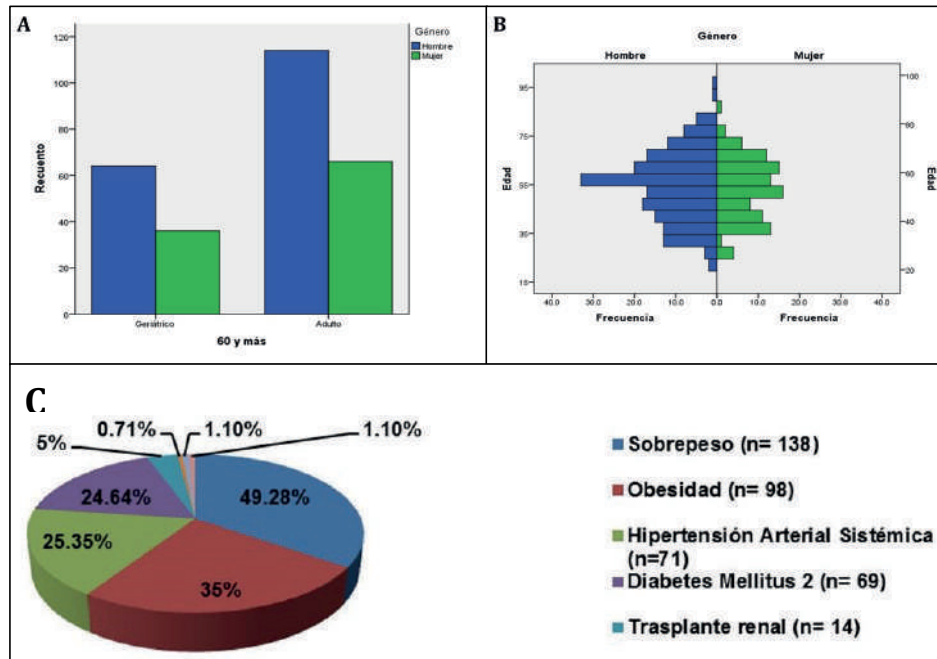 A
Género
Hombre
Mujer
Recuento
120
100
80
60
40
20
0
Geriátrico
Adulto
60 y más
B
Género
Hombre
Mujer
Edad
95
75
55
35
15
100
80
60
40
20
Edad
40.0 30.0 20.0 10.0 0.0 10.0 20.0 30.0 40.0
Frecuencia
Frecuencia
C
0.71%
1.10%
1.10%
5%
24.64%
49.28%
25.35%
35%
Sobrepeso (n= 138)
Obesidad (n= 98)
Hipertensión Arterial Sistémica
(n=71)
Diabetes Mellitus 2 (n= 69)
Trasplante renal (n= 14)